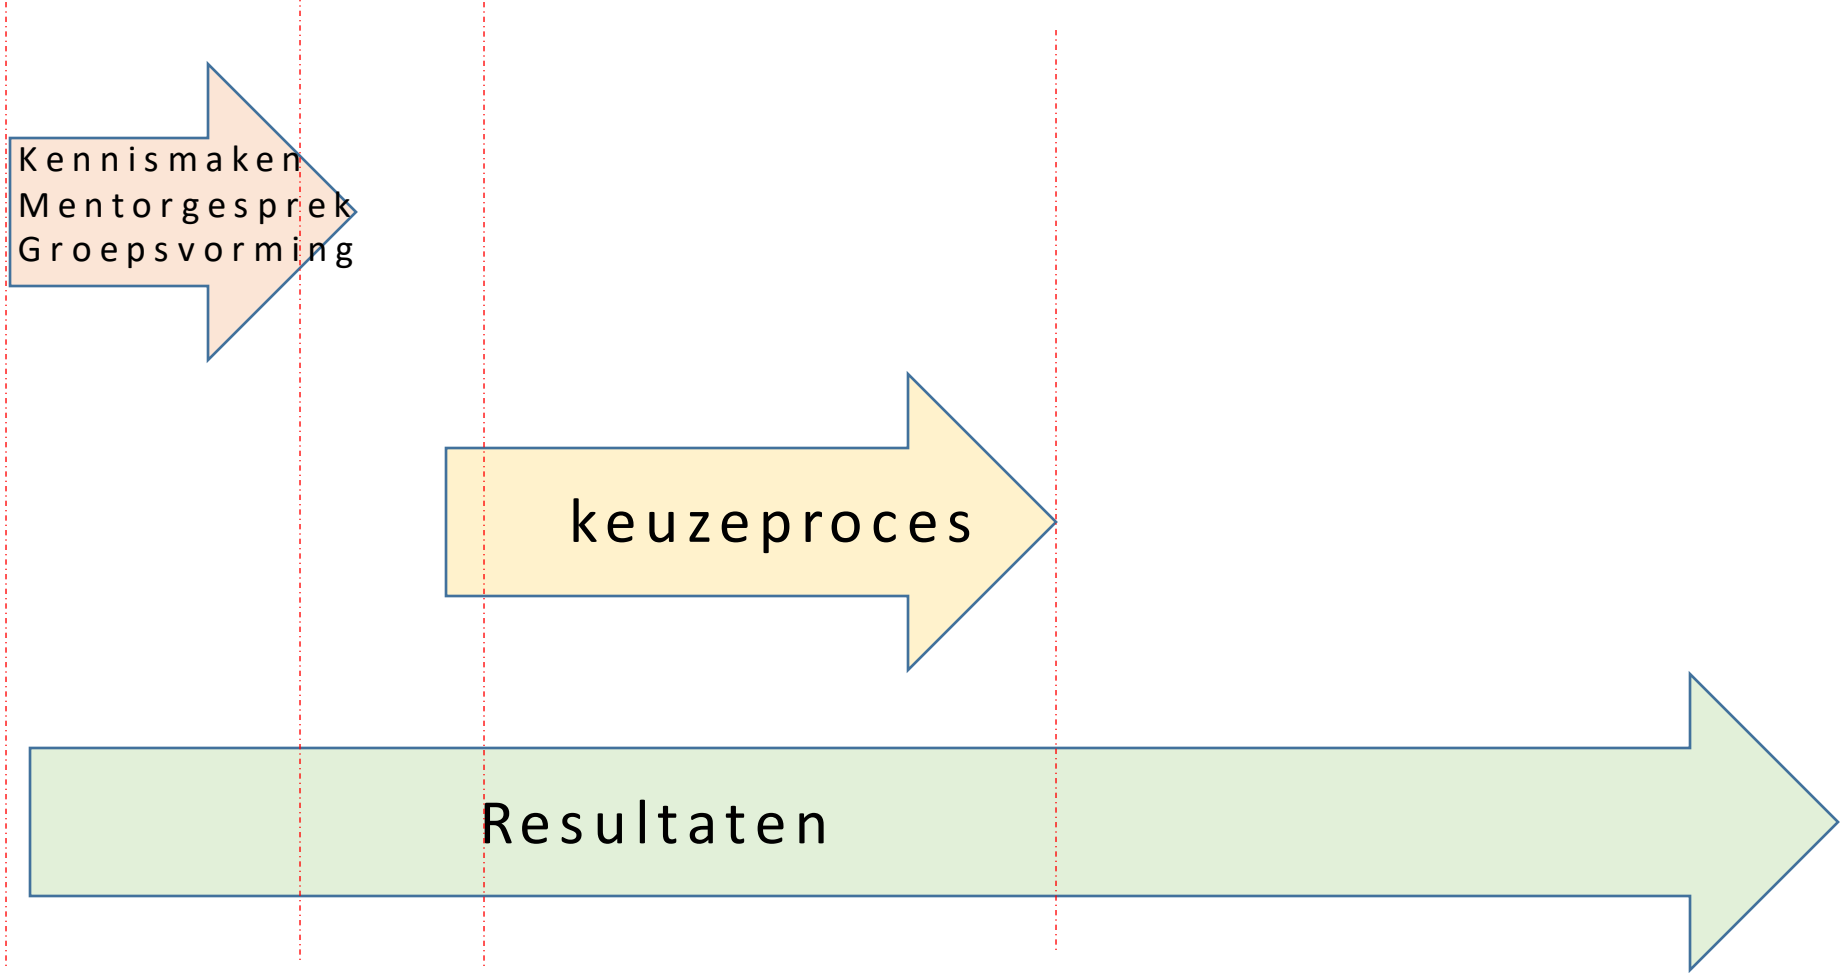 Kennismaken
Mentorgesprek
Groepsvorming
keuzeproces
Resultaten